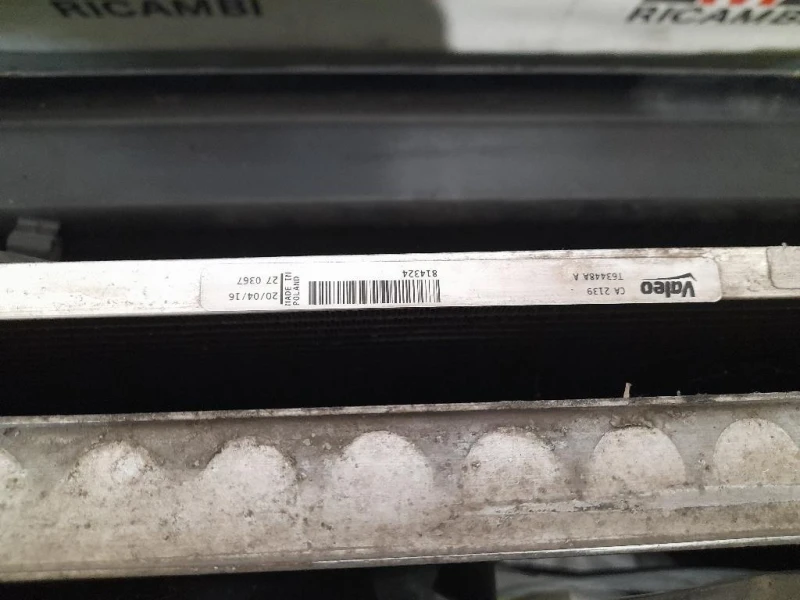 RICAMBI
RICAMBI
Valeo
CA 2139
T63448A A
814324
MADE IN
POLAND
20/04/16
27 0367